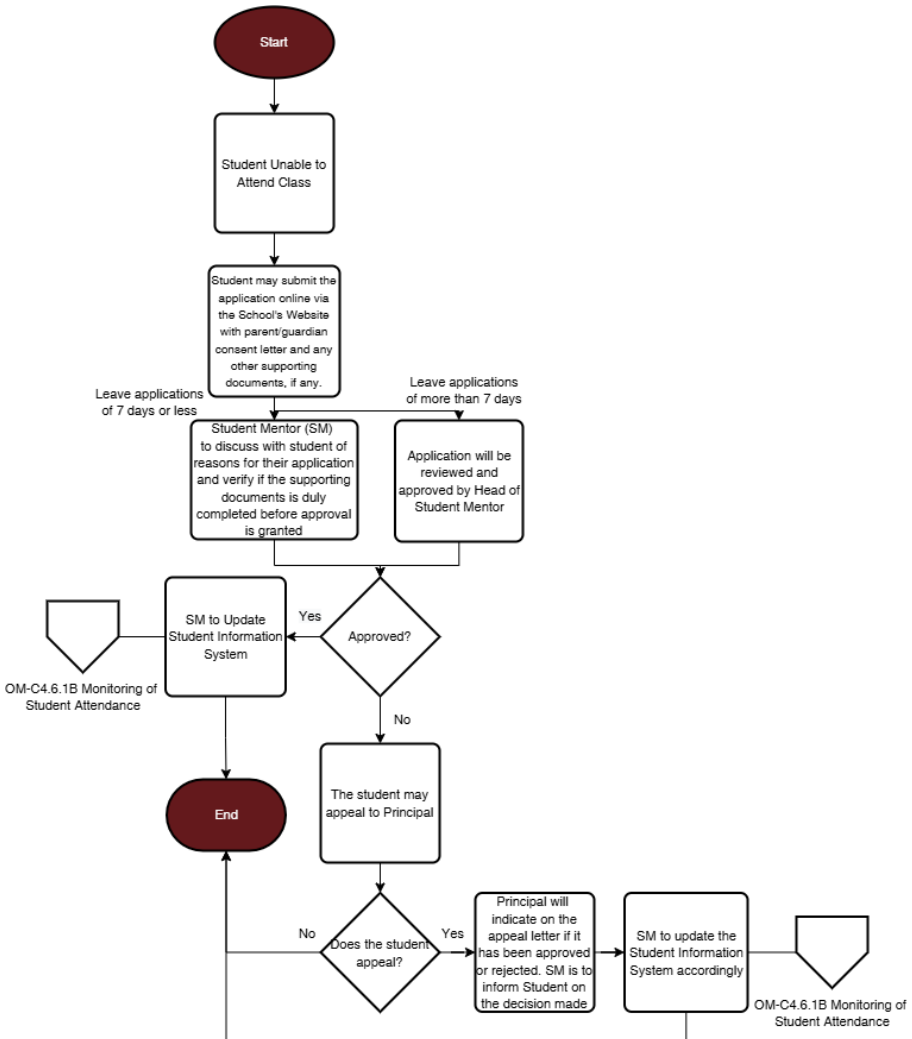 Start
Student Unable to
Attend Class
Student may submit the
application online via
the School's Website
with parent/guardian
consent letter and any
other supporting
documents, if any.
Leave applications
of 7 days or less
Leave applications
of more than 7 days
Student Mentor (SM)
to discuss with student of
reasons for their application
and verify if the supporting
documents is duly
completed before approval
is granted
Application will be
reviewed and
approved by Head of
Student Mentor
Approved?
Yes
SM to Update
Student Information
System
OM-C4.6.1B Monitoring of
Student Attendance
No
End
The student may
appeal to Principal
Does the student
appeal?
No
Yes
Principal will
indicate on the
appeal letter if it
has been approved
or rejected. SM is to
inform Student on
the decision made
SM to update the
Student Information
System accordingly
OM-C4.6.1B Monitoring of
Student Attendance